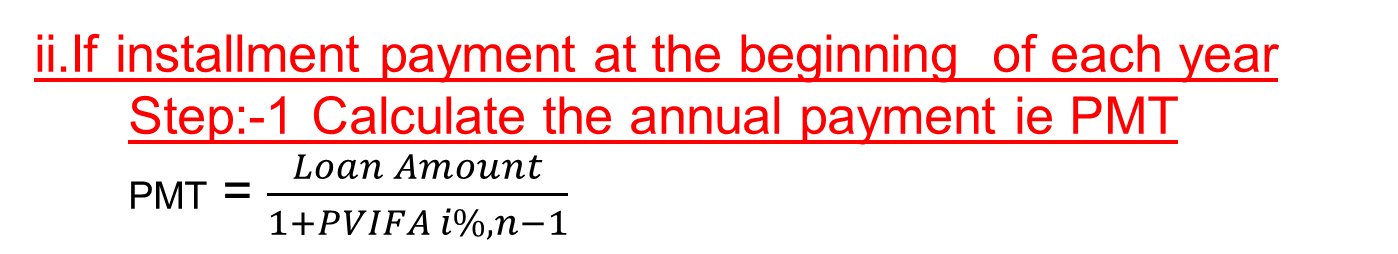 ii.If installment payment at the beginning of each year
Step:-1 Calculate the annual payment ie PMT
PMT = Loan Amount
1+PVIFA i%,n−1